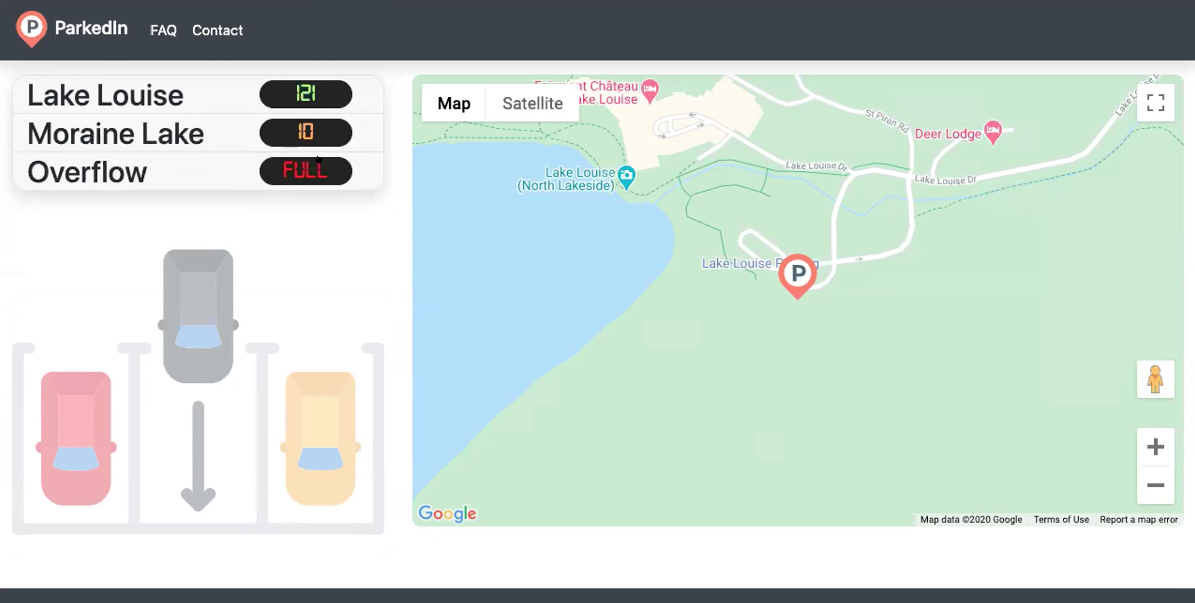 P ParkedIn FAQ Contact
Lake Louise 121
Moraine Lake 10
Overflow FULL
Map Satellite
Château
Lake Louise
St Piran Rd
Deer Lodge
Lake Louise Dr
Lake Louise Dr
Lake Louise
(North Lakeside)
Lake Louise
P
Google
Map data ©2020 Google Terms of Use Report a map error